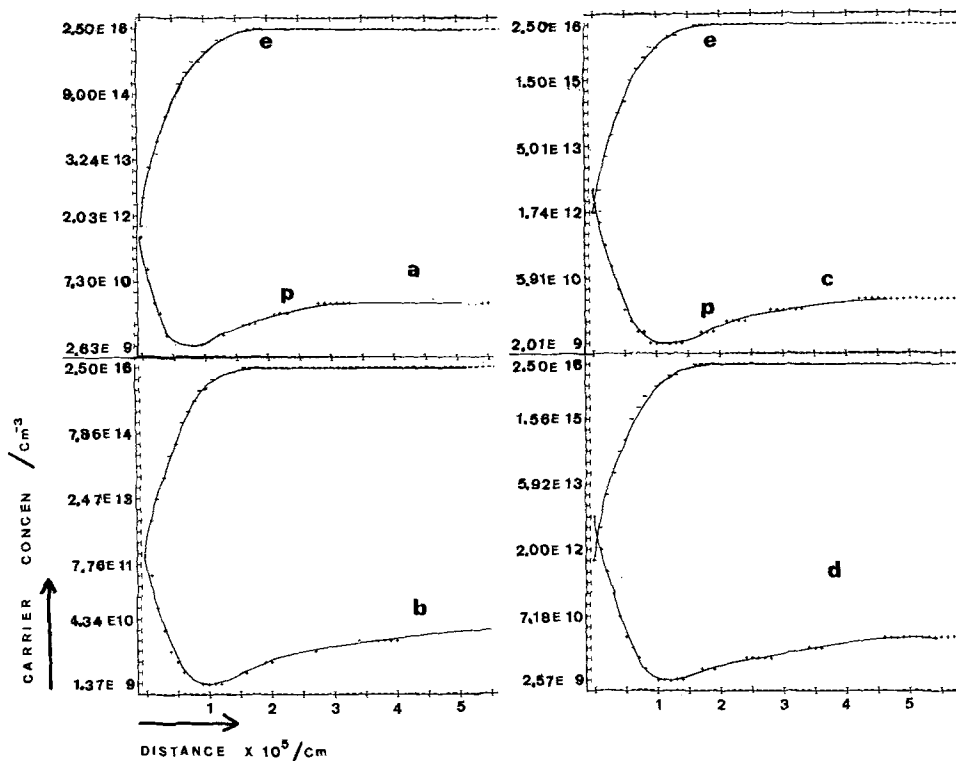 2,50E 16
9,00E 14
3,24E 13
2,03E 12
7,30E 10
2,63E 9
e
p
a
2,50E 16
1,50E 15
5,01E 13
1,74E 12
5,91E 10
2,01E 9
e
p
c
2,50E 16
7,86E 14
2,47E 13
7,76E 11
4,34E10
1,37E 9
b
1
2
3
4
5
2,50E 16
1,56E 15
5,92E 13
2,00E 12
7,18E 10
2,57E 9
d
1
2
3
4
5
CARRIER CONCEN /Cm⁻³
DISTANCE X 10⁵/Cm